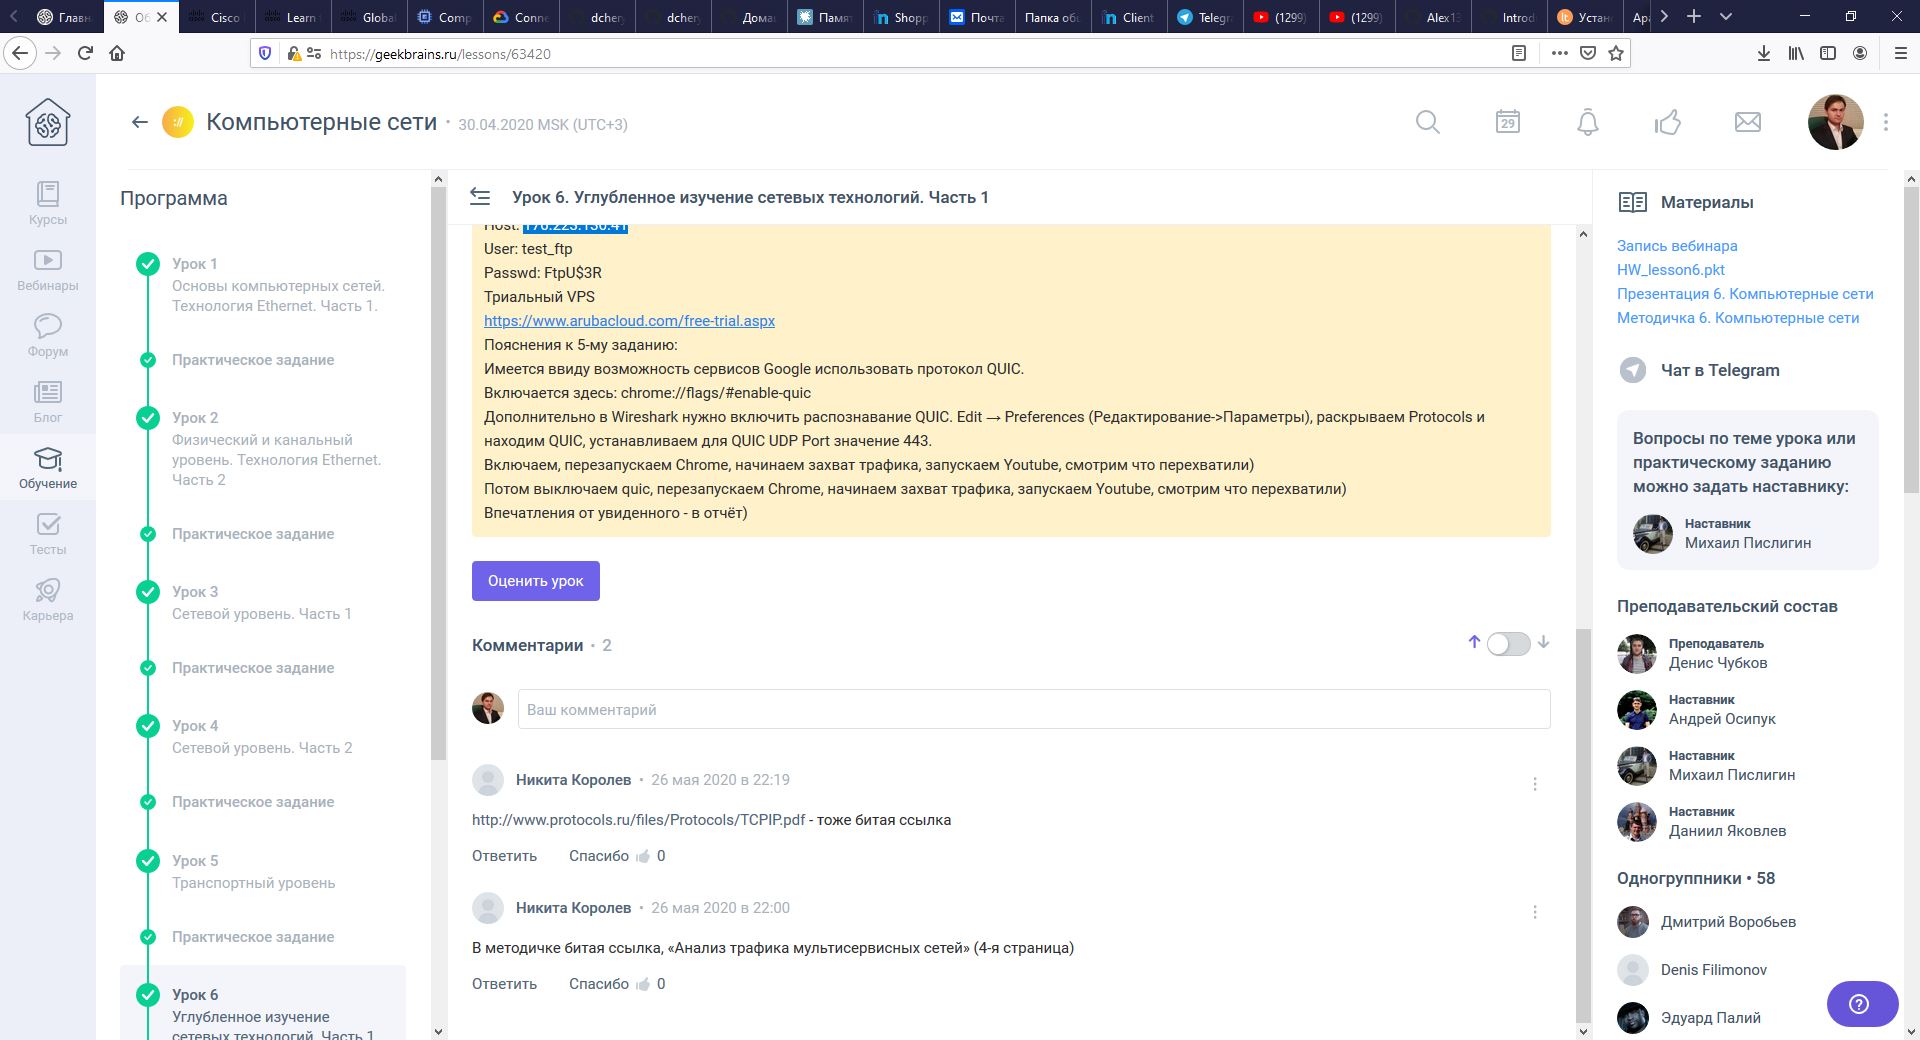 Главн
Об
Cisco
Learn
Global
Comp
Conne
dchery
dchery
Домаш
Памят
Shopp
Почта
Папка общ
Client
Telegra
(1299)
(1299)
Alex13
Introd
Устан
Ара
https://geekbrains.ru/lessons/63420
Компьютерные сети · 30.04.2020 MSK (UTC+3)
29
Курсы
Вебинары
Форум
Блог
Обучение
Тесты
Карьера
Программа
Урок 1
Основы компьютерных сетей.
Технология Ethernet. Часть 1.
Практическое задание
Урок 2
Физический и канальный
уровень. Технология Ethernet.
Часть 2
Практическое задание
Урок 3
Сетевой уровень. Часть 1
Практическое задание
Урок 4
Сетевой уровень. Часть 2
Практическое задание
Урок 5
Транспортный уровень
Практическое задание
Урок 6
Углубленное изучение
сетевых технологий. Часть 1
Урок 6. Углубленное изучение сетевых технологий. Часть 1
Host:
User: test_ftp
Passwd: FtpU$3R
Триальный VPS
https://www.arubacloud.com/free-trial.aspx
Пояснения к 5-му заданию:
Имеется ввиду возможность сервисов Google использовать протокол QUIC.
Включается здесь: chrome://flags/#enable-quic
Дополнительно в Wireshark нужно включить распознавание QUIC. Edit → Preferences (Редактирование->Параметры), раскрываем Protocols и
находим QUIC, устанавливаем для QUIC UDP Port значение 443.
Включаем, перезапускаем Chrome, начинаем захват трафика, запускаем Youtube, смотрим что перехватили)
Потом выключаем quic, перезапускаем Chrome, начинаем захват трафика, запускаем Youtube, смотрим что перехватили)
Впечатления от увиденного - в отчёт)
Оценить урок
Комментарии · 2
Ваш комментарий
Никита Королев · 26 мая 2020 в 22:19
http://www.protocols.ru/files/Protocols/TCPIP.pdf - тоже битая ссылка
Ответить Спасибо 0
Никита Королев · 26 мая 2020 в 22:00
В методичке битая ссылка, «Анализ трафика мультисервисных сетей» (4-я страница)
Ответить Спасибо 0
Материалы
Запись вебинара
HW_lesson6.pkt
Презентация 6. Компьютерные сети
Методичка 6. Компьютерные сети
Чат в Telegram
Вопросы по теме урока или
практическому заданию
можно задать наставнику:
Наставник
Михаил Пислигин
Преподавательский состав
Преподаватель
Денис Чубков
Наставник
Андрей Осипук
Наставник
Михаил Пислигин
Наставник
Даниил Яковлев
Одногруппники • 58
Дмитрий Воробьев
Denis Filimonov
Эдуард Палий